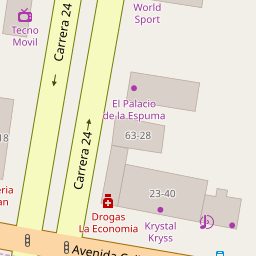 World
Sport
Tecno
Movil
Carrera 24
El Palacio
de la Espuma
63-28
18
Carrera 24
23-40
Drogas
La Economia
Krystal
Kryss
Avenida